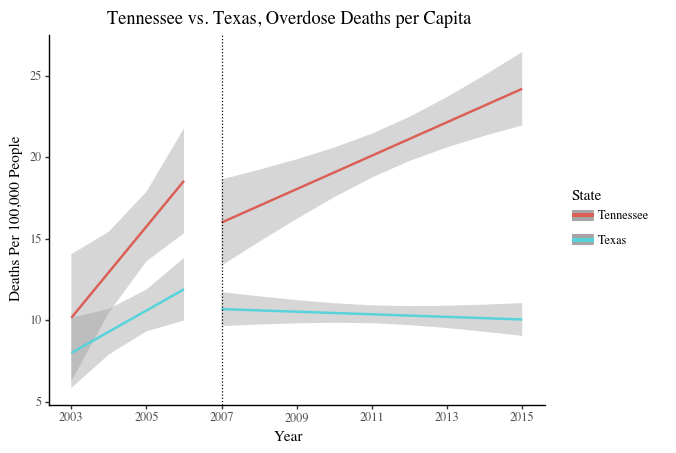 Tennessee vs. Texas, Overdose Deaths per Capita
Deaths Per 100,000 People
25
20
15
10
5
2003 2005 2007 2009 2011 2013 2015
Year
State
Tennessee
Texas